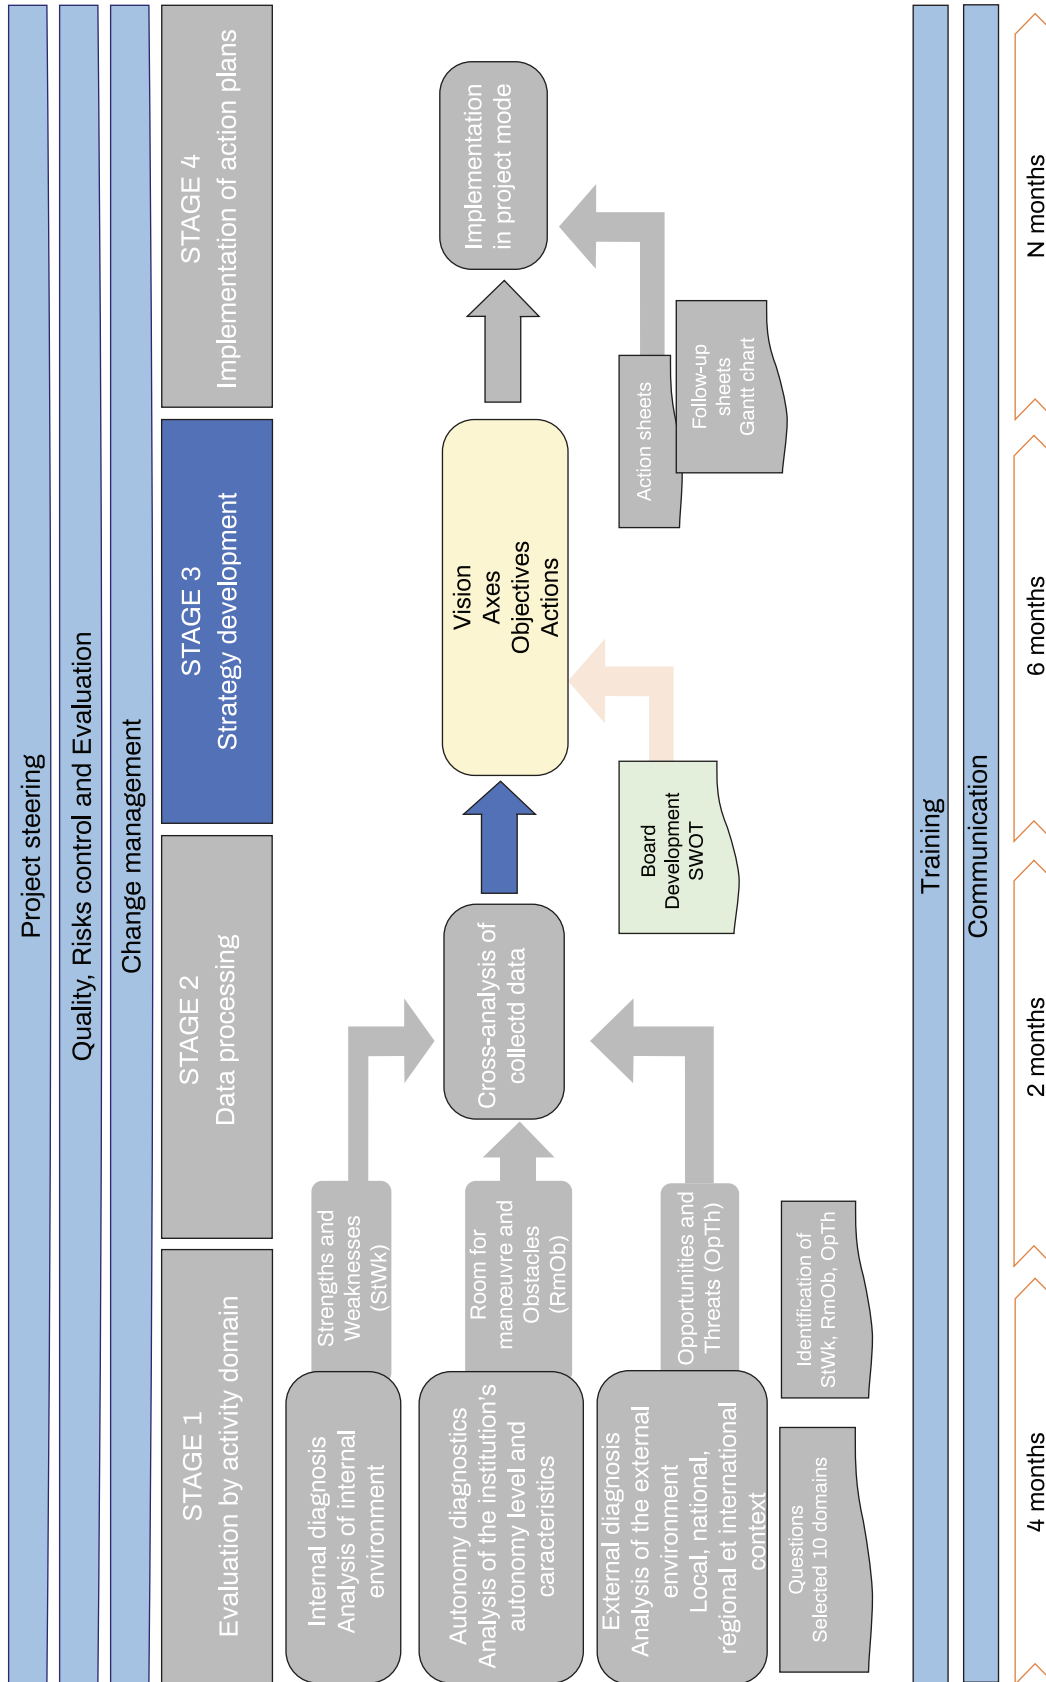 Project steering
Quality, Risks control and Evaluation
Change management
STAGE 1
Evaluation by activity domain
STAGE 2
Data processing
STAGE 3
Strategy development
STAGE 4
Implementation of action plans
Internal diagnosis
Analysis of internal
environment
Strengths and
Weaknesses
(StWk)
Autonomy diagnostics
Analysis of the institution's
autonomy level and
caracteristics
Room for
manœuvre and
Obstacles
(RmOb)
External diagnosis
Analysis of the external
environment
Local, national,
régional et international
context
Opportunities and
Threats (OpTh)
Questions
Selected 10 domains
Identification of
StWk, RmOb, OpTh
Cross-analysis of
collectd data
Board
Development
SWOT
Vision
Axes
Objectives
Actions
Action sheets
Follow-up
sheets
Gantt chart
Implementation
in project mode
Training
Communication
4 months
2 months
6 months
N months